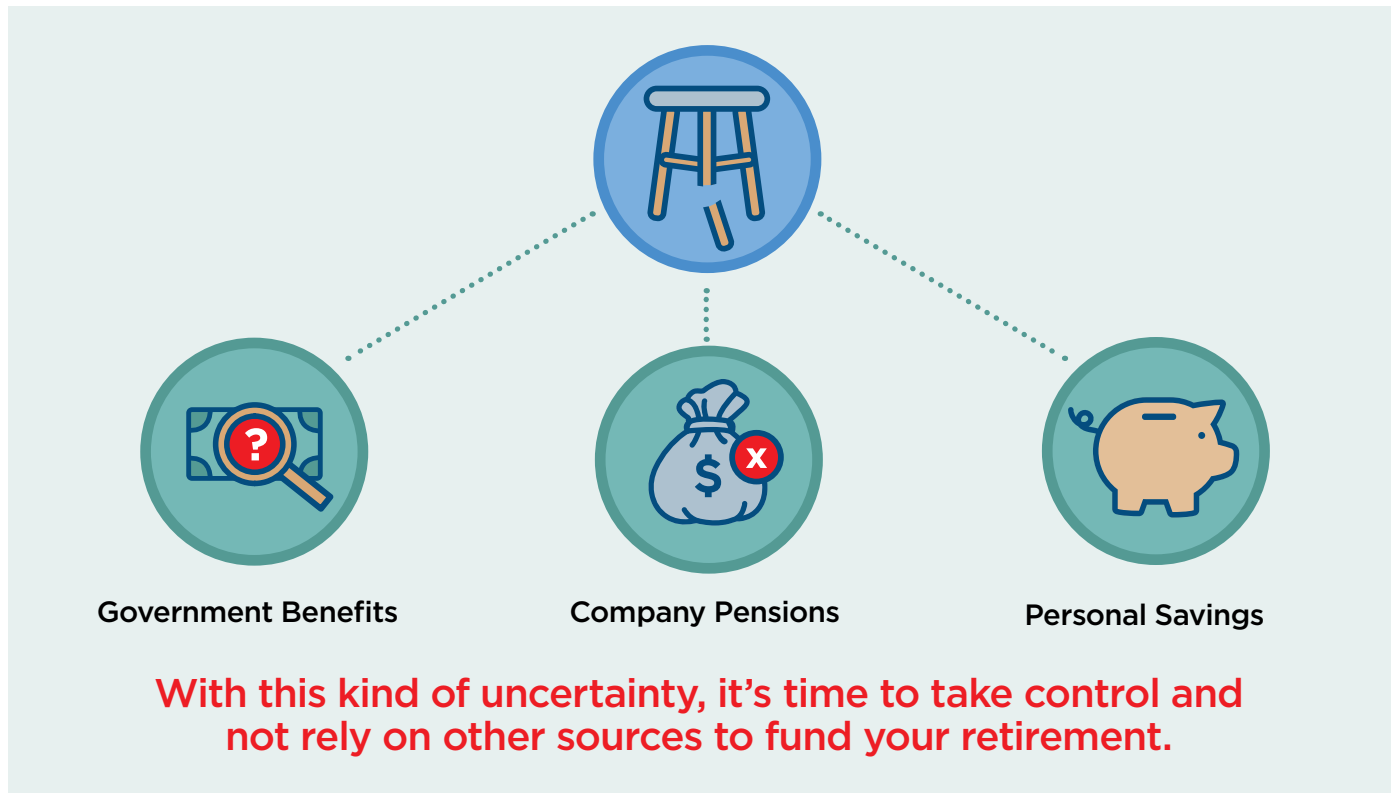 ?
$
X
Government Benefits
Company Pensions
Personal Savings
With this kind of uncertainty, it’s time to take control and
not rely on other sources to fund your retirement.